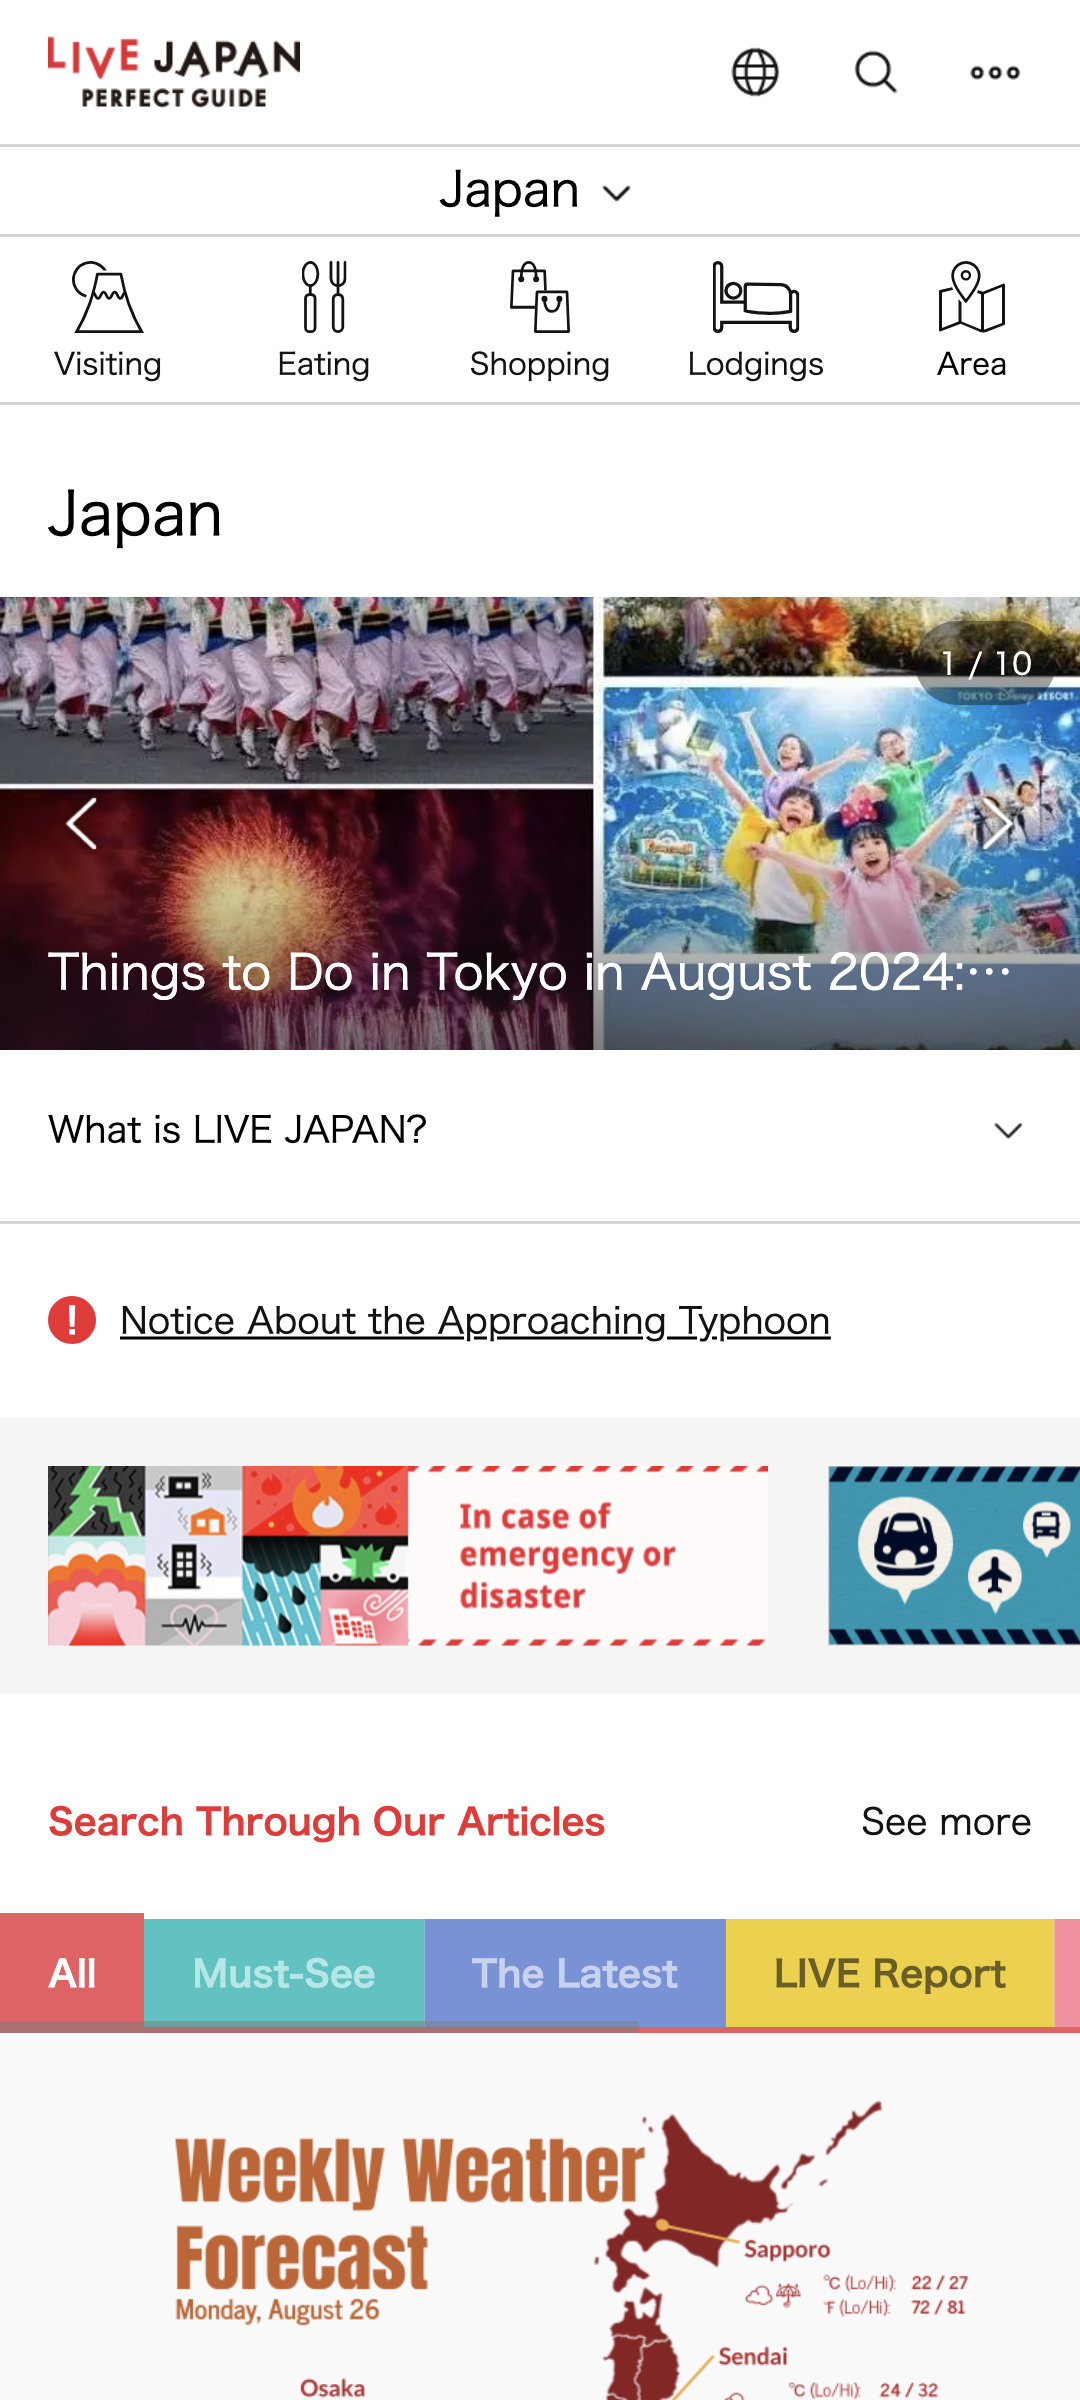 LIVE JAPAN
PERFECT GUIDE
Japan
Visiting
Eating
Shopping
Lodgings
Area
Japan
1 / 10
TOKYO Disney RESORT
Things to Do in Tokyo in August 2024:···
What is LIVE JAPAN?
! Notice About the Approaching Typhoon
In case of
emergency or
disaster
Search Through Our Articles
See more
All
Must-See
The Latest
LIVE Report
Weekly Weather
Forecast
Monday, August 26
Sapporo
°C (Lo/Hi): 22 / 27
°F (Lo/Hi): 72 / 81
Sendai
°C (Lo/Hi): 24 / 32
Osaka